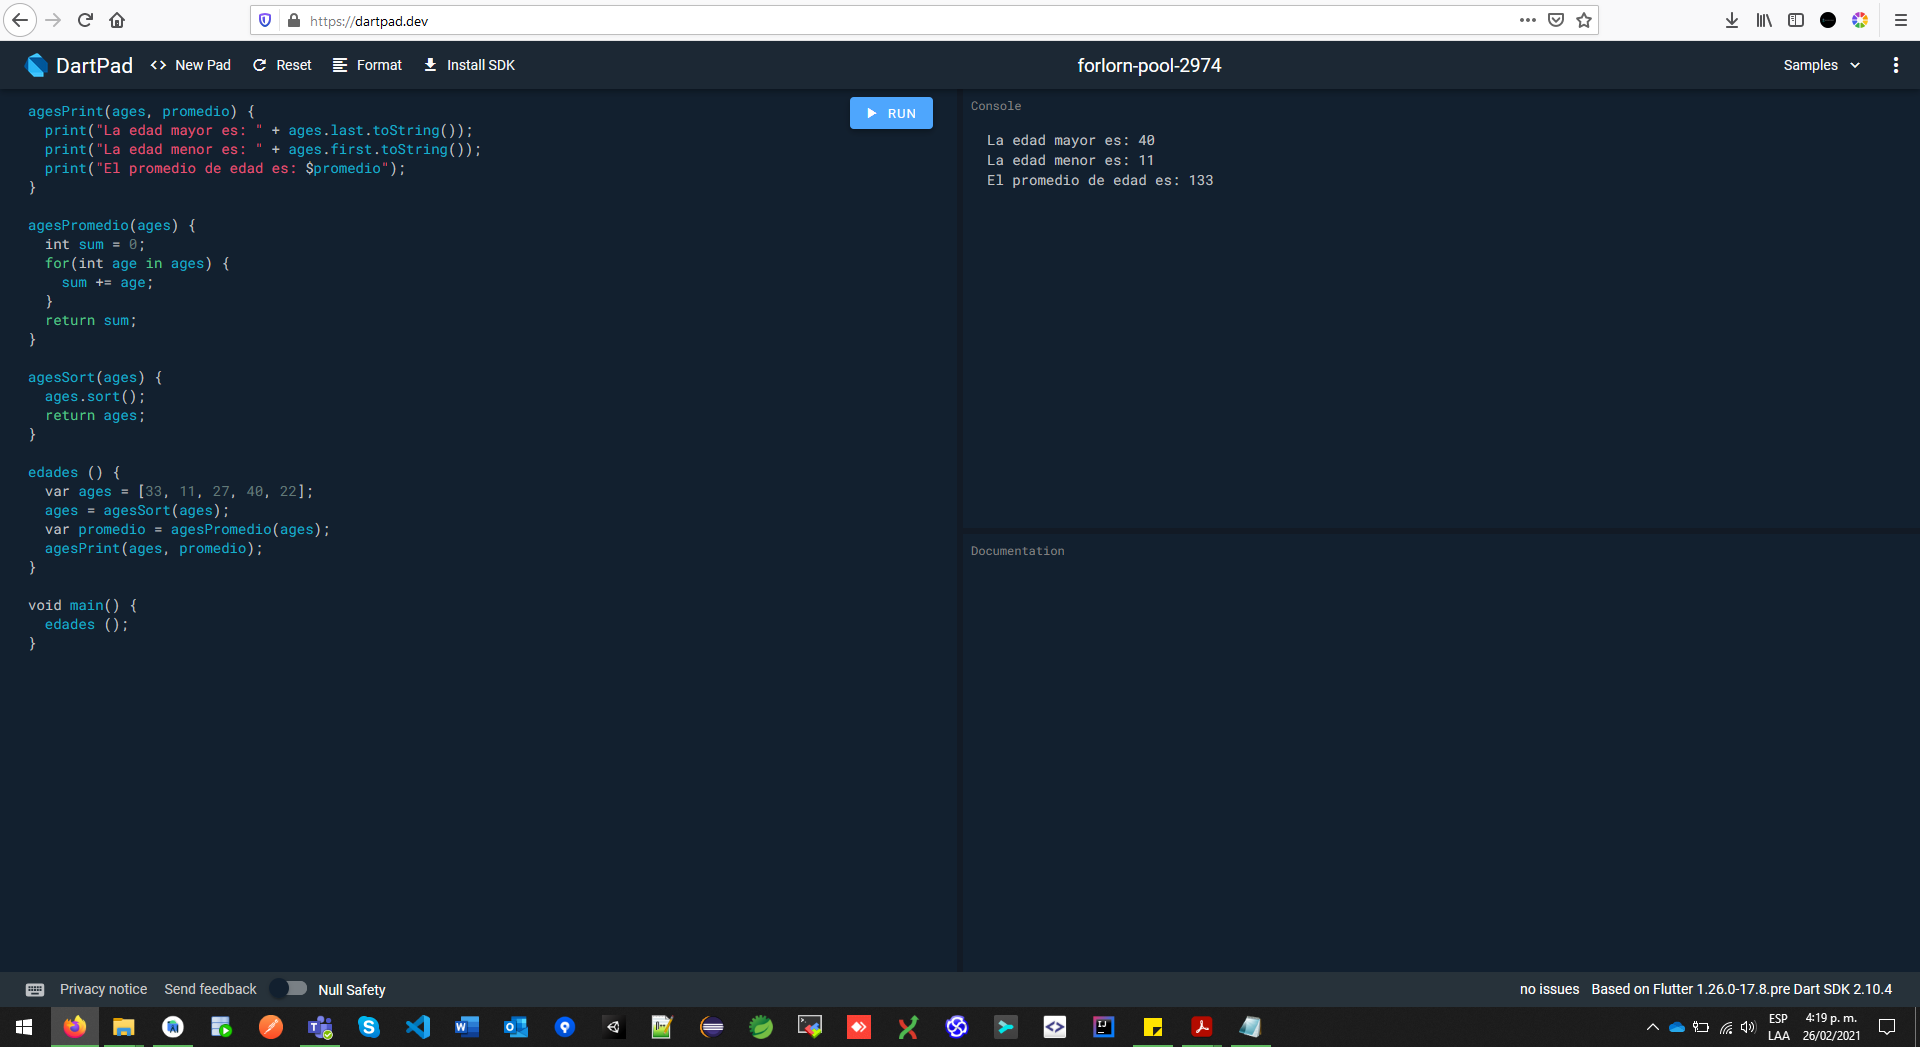 https://dartpad.dev
DartPad
<> New Pad
Reset
Format
Install SDK
forlorn-pool-2974
Samples
agesPrint(ages, promedio) {
  print("La edad mayor es: " + ages.last.toString());
  print("La edad menor es: " + ages.first.toString());
  print("El promedio de edad es: $promedio");
}
agesPromedio(ages) {
  int sum = 0;
  for(int age in ages) {
    sum += age;
  }
  return sum;
}
agesSort(ages) {
  ages.sort();
  return ages;
}
edades () {
  var ages = [33, 11, 27, 40, 22];
  ages = agesSort(ages);
  var promedio = agesPromedio(ages);
  agesPrint(ages, promedio);
}
void main() {
  edades ();
}
RUN
Console
La edad mayor es: 40
La edad menor es: 11
El promedio de edad es: 133
Documentation
Privacy notice
Send feedback
Null Safety
no issues
Based on Flutter 1.26.0-17.8.pre Dart SDK 2.10.4
ESP
LAA
4:19 p. m.
26/02/2021